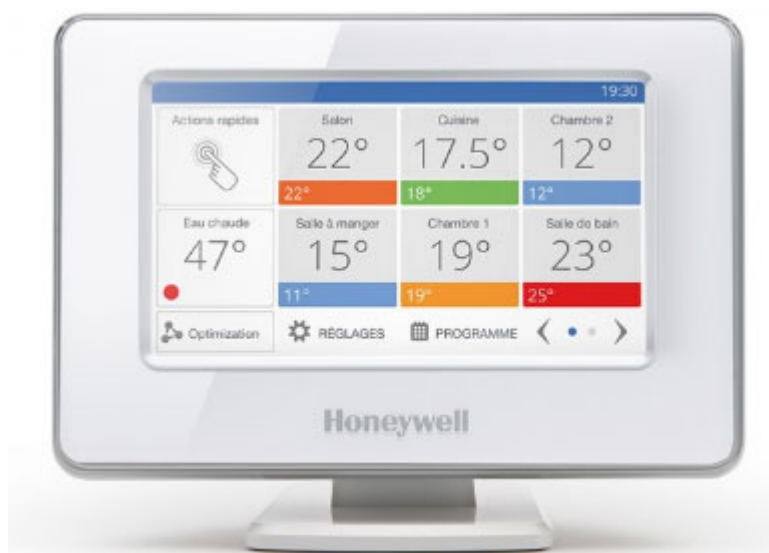 19:30
Actions rapides
Salon
22°
22°
Cuisine
17.5°
18°
Chambre 2
12°
12°
Eau chaude
47°
Salle à manger
15°
11°
Chambre 1
19°
19°
Salle de bain
23°
25°
Optimization
RÉGLAGES
PROGRAMME
Honeywell